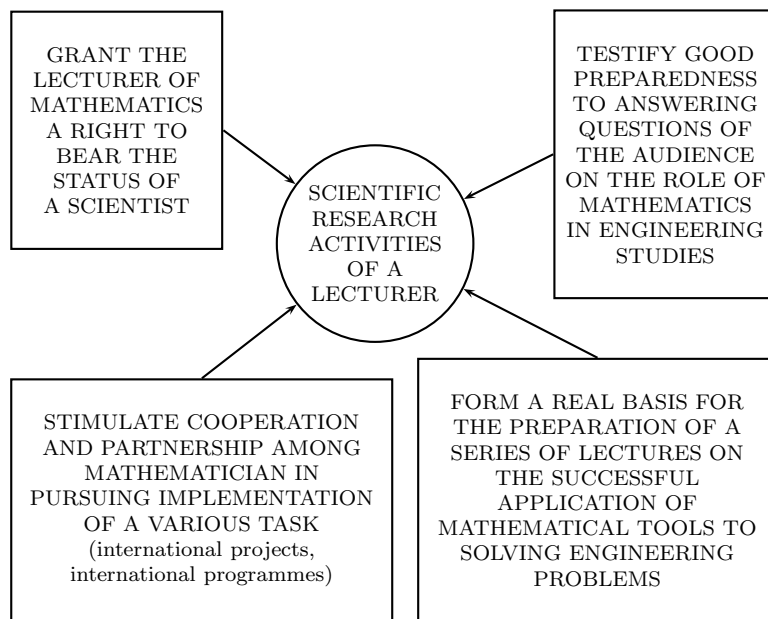 GRANT THE
LECTURER OF
MATHEMATICS
A RIGHT TO
BEAR THE
STATUS OF
A SCIENTIST
TESTIFY GOOD
PREPAREDNESS
TO ANSWERING
QUESTIONS OF
THE AUDIENCE
ON THE ROLE OF
MATHEMATICS
IN ENGINEERING
STUDIES
SCIENTIFIC
RESEARCH
ACTIVITIES
OF A
LECTURER
STIMULATE COOPERATION
AND PARTNERSHIP AMONG
MATHEMATICIAN IN
PURSUING IMPLEMENTATION
OF A VARIOUS TASK
(international projects,
international programmes)
FORM A REAL BASIS FOR
THE PREPARATION OF A
SERIES OF LECTURES ON
THE SUCCESSFUL
APPLICATION OF
MATHEMATICAL TOOLS TO
SOLVING ENGINEERING
PROBLEMS